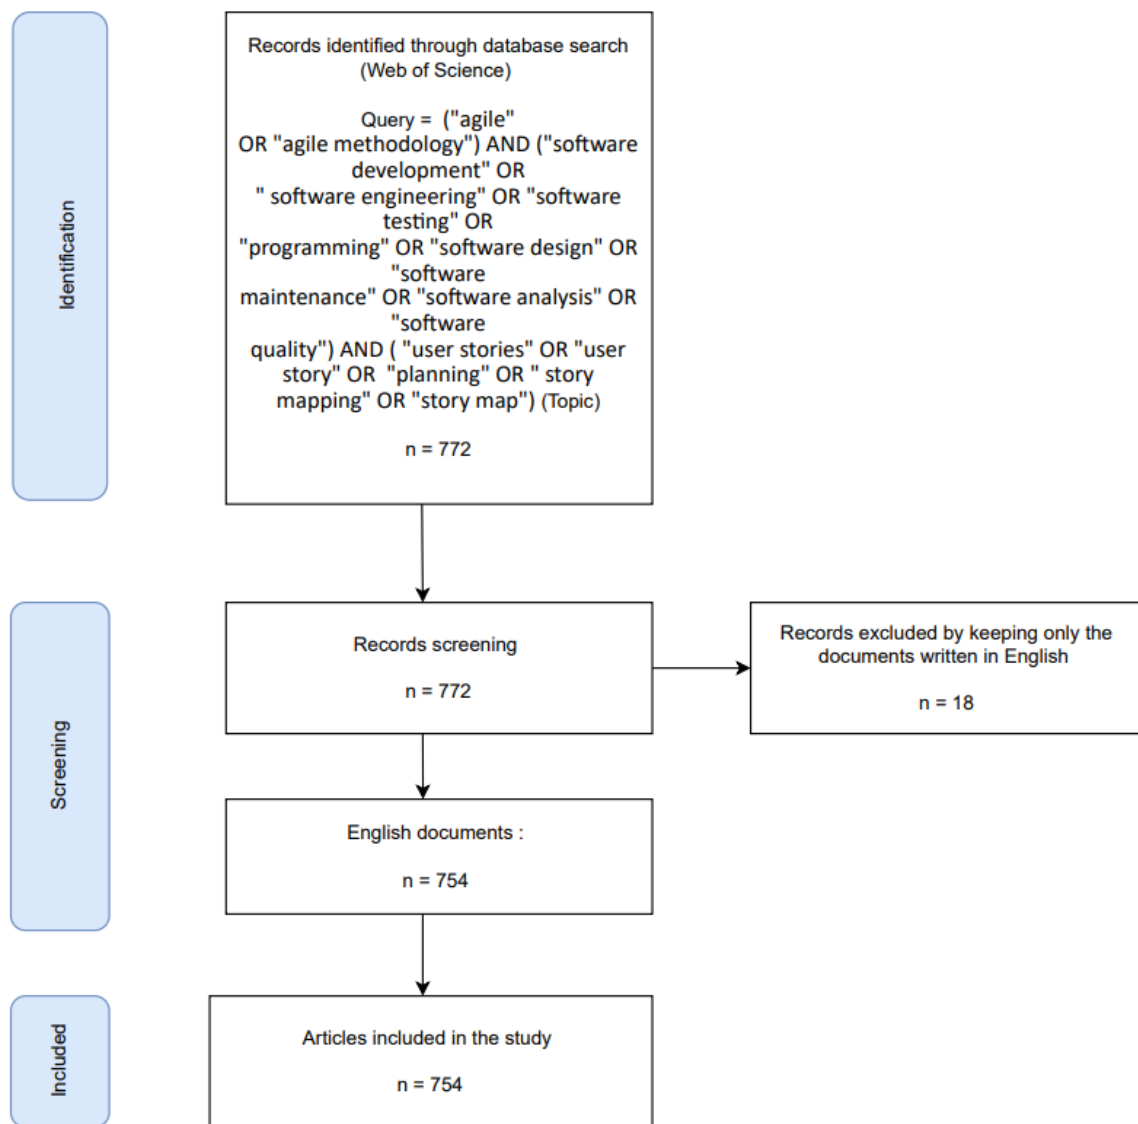 Identification
Records identified through database search
(Web of Science)
Query =  ("agile"
OR "agile methodology") AND ("software
development" OR
" software engineering" OR "software
testing" OR
"programming" OR "software design" OR
"software
maintenance" OR "software analysis" OR
"software
quality") AND ( "user stories" OR "user
story" OR  "planning" OR " story
mapping" OR "story map") (Topic)
n = 772
Screening
Records screening
n = 772
Records excluded by keeping only the
documents written in English
n = 18
English documents :
n = 754
Included
Articles included in the study
n = 754